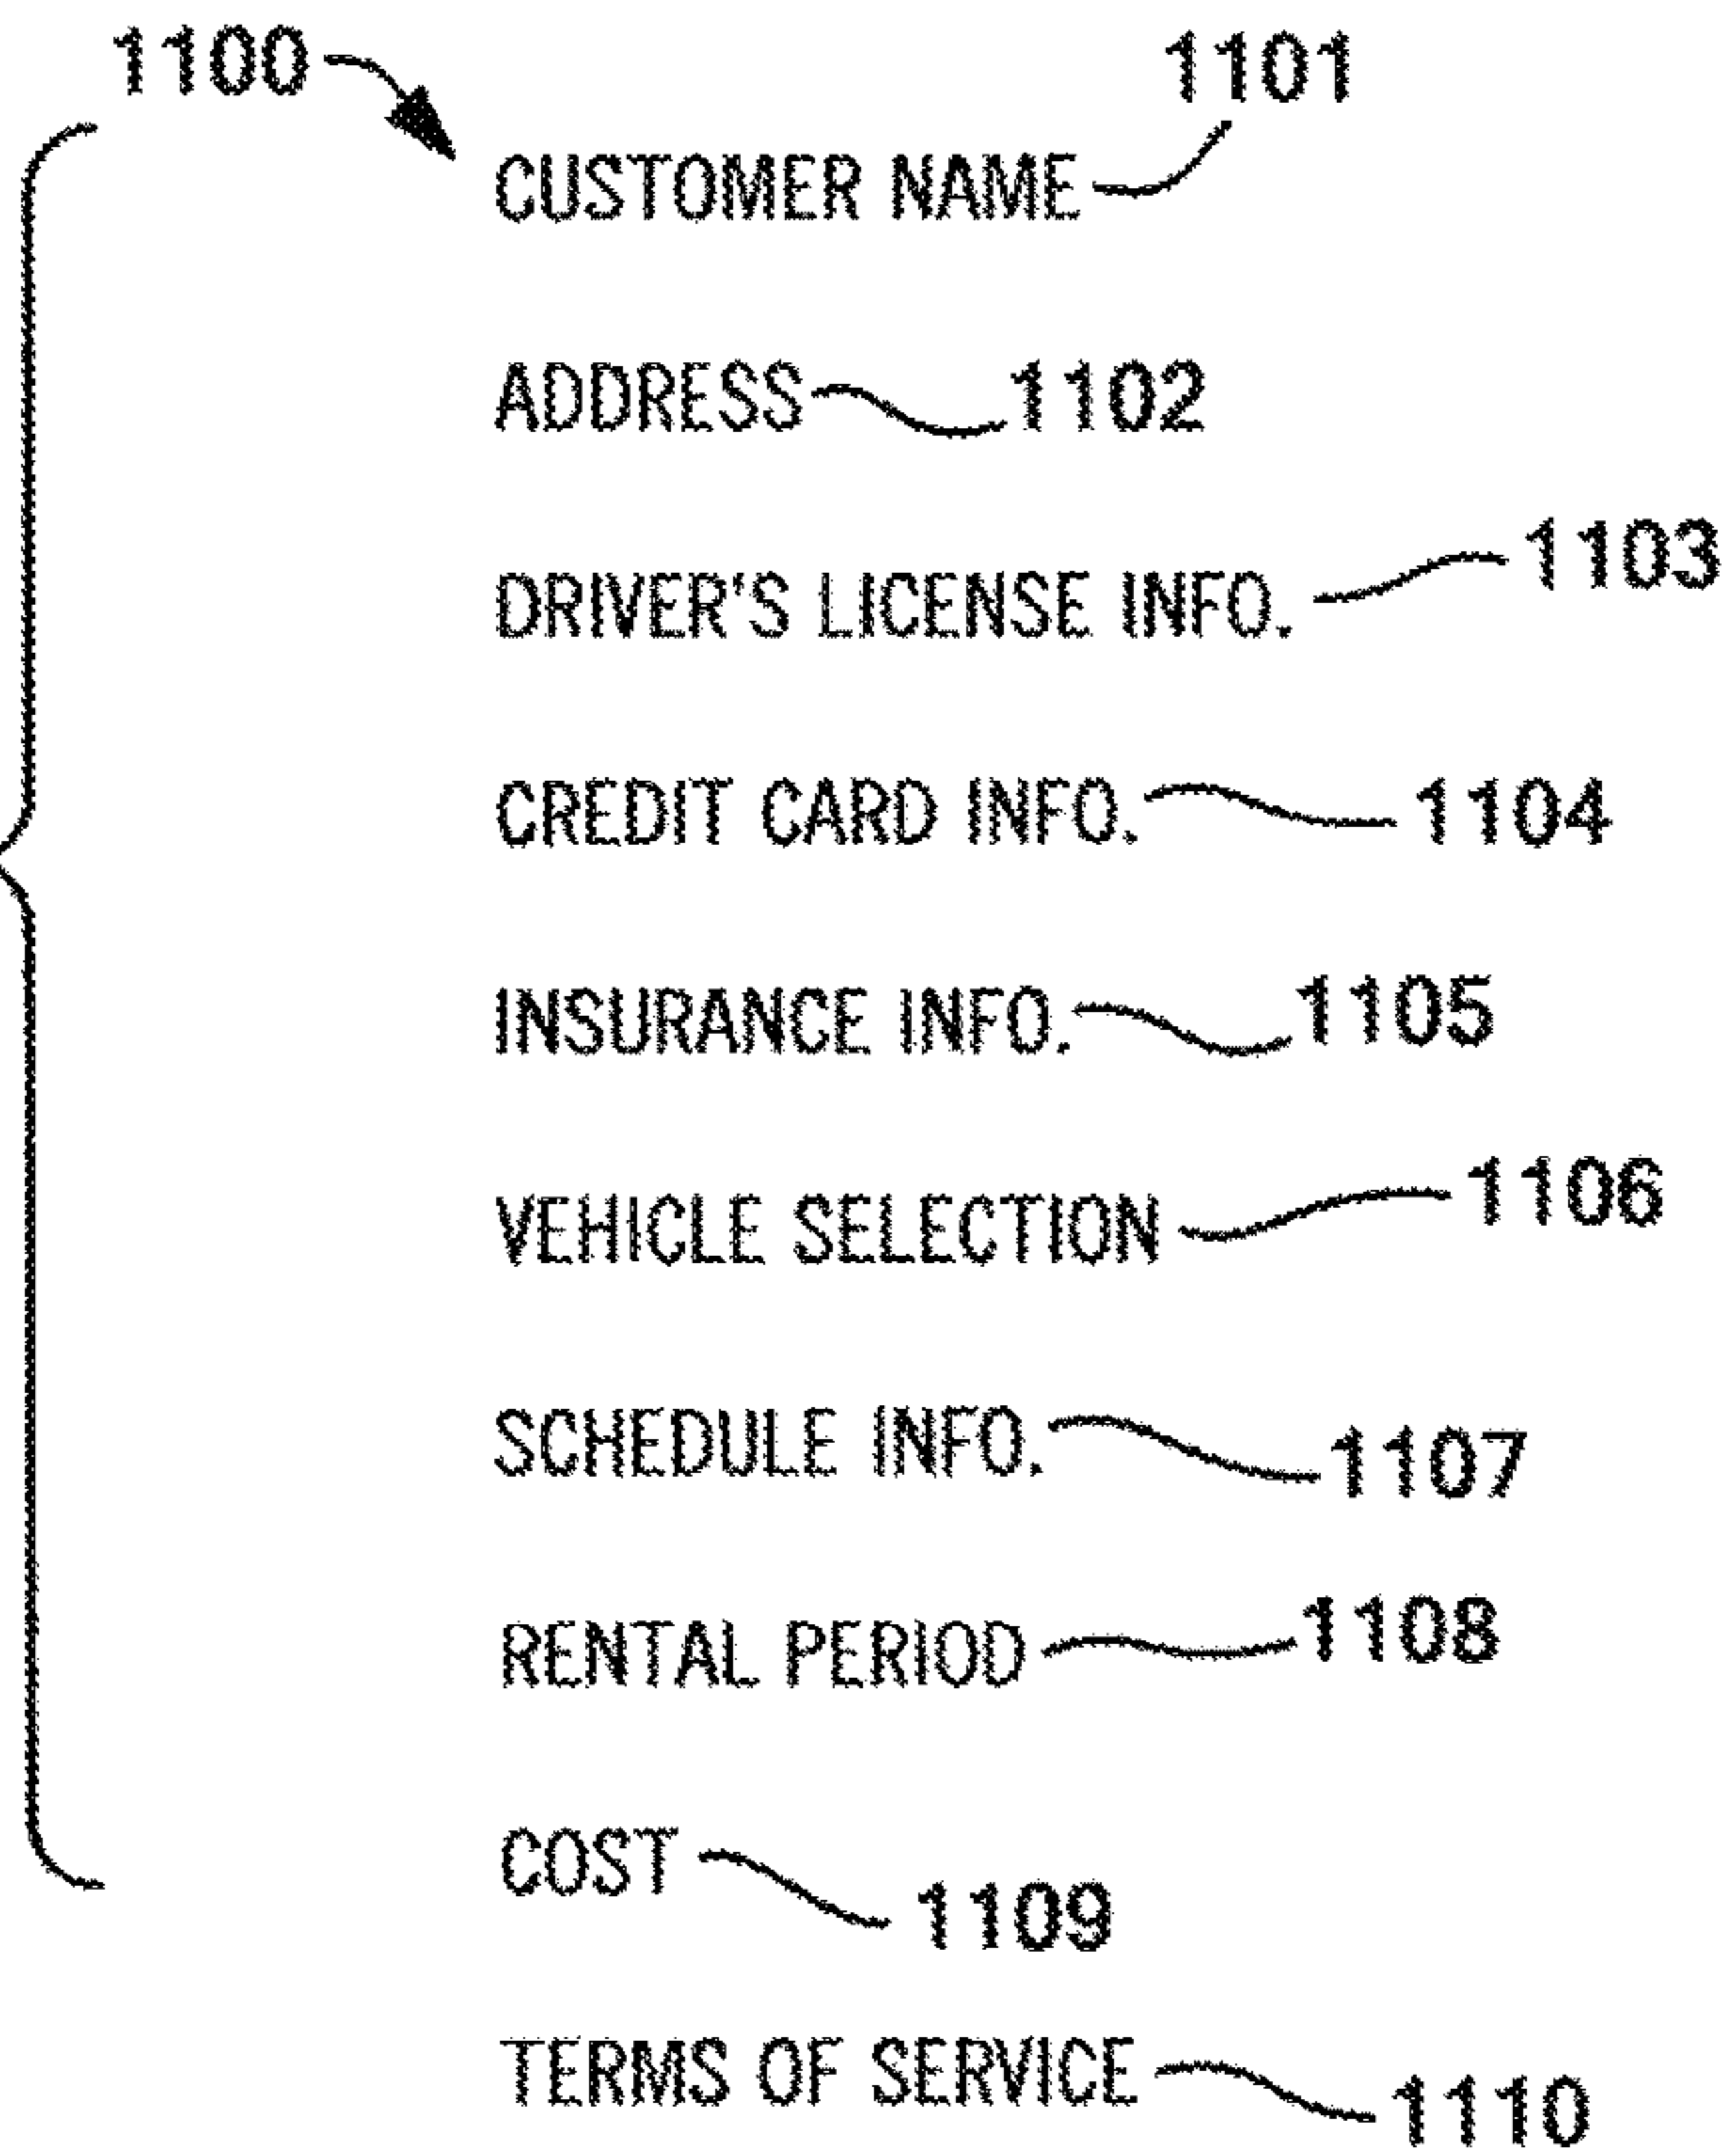 1100
1101
CUSTOMER NAME
ADDRESS 1102
DRIVER'S LICENSE INFO. 1103
CREDIT CARD INFO. 1104
INSURANCE INFO. 1105
VEHICLE SELECTION 1106
SCHEDULE INFO. 1107
RENTAL PERIOD 1108
COST 1109
TERMS OF SERVICE 1110